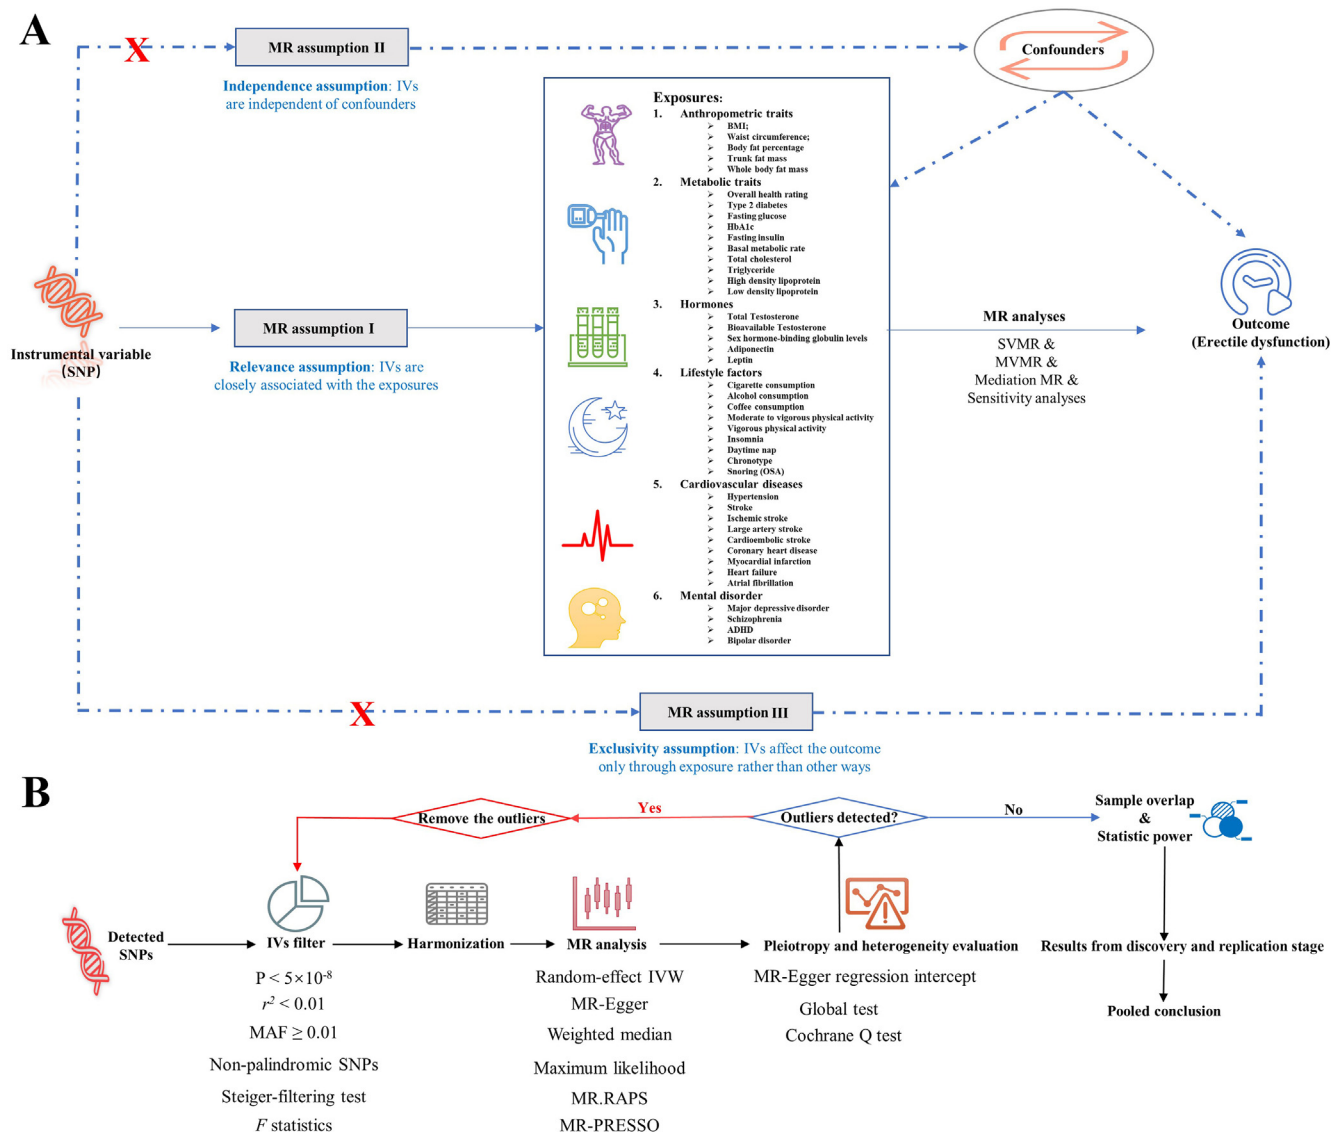 A
X
MR assumption II
Independence assumption: IVs
are independent of confounders
Confounders
Instrumental variable
(SNP)
MR assumption I
Relevance assumption: IVs are
closely associated with the exposures
Exposures:
1. Anthropometric traits
➢ BMI;
➢ Waist circumference;
➢ Body fat percentage
➢ Trunk fat mass
➢ Whole body fat mass
2. Metabolic traits
➢ Overall health rating
➢ Type 2 diabetes
➢ Fasting glucose
➢ HbA1c
➢ Fasting insulin
➢ Basal metabolic rate
➢ Total cholesterol
➢ Triglyceride
➢ High density lipoprotein
➢ Low density lipoprotein
3. Hormones
➢ Total Testosterone
➢ Bioavailable Testosterone
➢ Sex hormone-binding globulin levels
➢ Adiponectin
➢ Leptin
4. Lifestyle factors
➢ Cigarette consumption
➢ Alcohol consumption
➢ Coffee consumption
➢ Moderate to vigorous physical activity
➢ Vigorous physical activity
➢ Insomnia
➢ Daytime nap
➢ Chronotype
➢ Snoring (OSA)
5. Cardiovascular diseases
➢ Hypertension
➢ Stroke
➢ Ischemic stroke
➢ Large artery stroke
➢ Cardioembolic stroke
➢ Coronary heart disease
➢ Myocardial infarction
➢ Heart failure
➢ Atrial fibrillation
6. Mental disorder
➢ Major depressive disorder
➢ Schizophrenia
➢ ADHD
➢ Bipolar disorder
MR analyses
SVMR &
MVMR &
Mediation MR &
Sensitivity analyses
Outcome
(Erectile dysfunction)
X
MR assumption III
Exclusivity assumption: IVs affect the outcome
only through exposure rather than other ways
B
Remove the outliers
Yes
Outliers detected?
No
Sample overlap
&
Statistic power
Detected
SNPs
IVs filter
P < 5×10⁻⁸
r² < 0.01
MAF ≥ 0.01
Non-palindromic SNPs
Steiger-filtering test
F statistics
Harmonization
MR analysis
Random-effect IVW
MR-Egger
Weighted median
Maximum likelihood
MR.RAPS
MR-PRESSO
Pleiotropy and heterogeneity evaluation
MR-Egger regression intercept
Global test
Cochrane Q test
Results from discovery and replication stage
Pooled conclusion